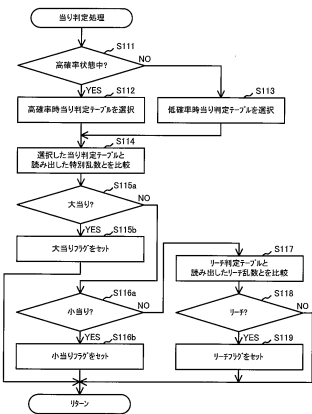 当り判定処理
S111
高確率状態中?
NO
YES
S112
S113
高確率時当り判定テーブルを選択
低確率時当り判定テーブルを選択
S114
選択した当り判定テーブルと
読み出した特別乱数とを比較
S115a
大当り?
NO
YES
S115b
大当りフラグをセット
S117
リーチ判定テーブルと
読み出したリーチ乱数とを比較
S116a
小当り?
NO
S118
リーチ?
NO
YES
S116b
小当りフラグをセット
YES
S119
リーチフラグをセット
リターン